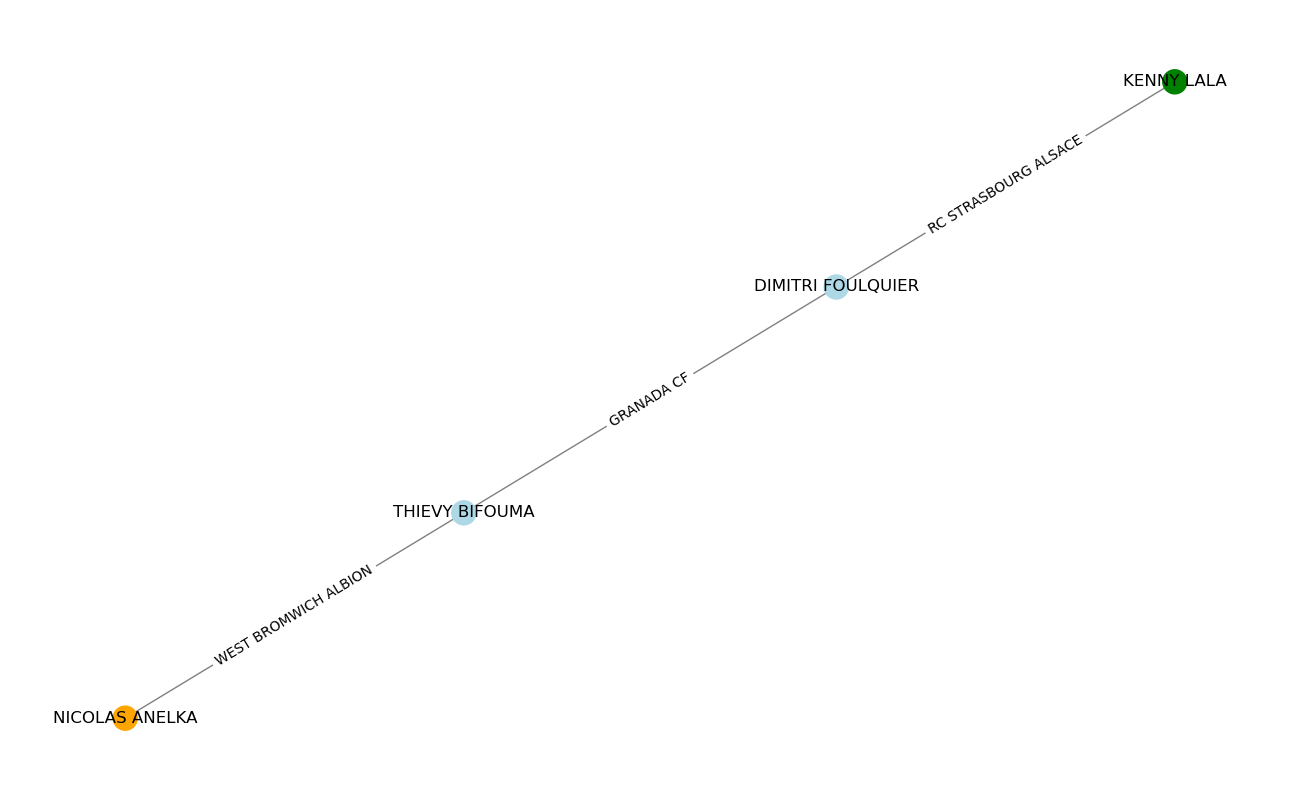 KENNY LALA
RC STRASBOURG ALSACE
DIMITRI FOULQUIER
GRANADA CF
THIEVY BIFOUMA
WEST BROMWICH ALBION
NICOLAS ANELKA